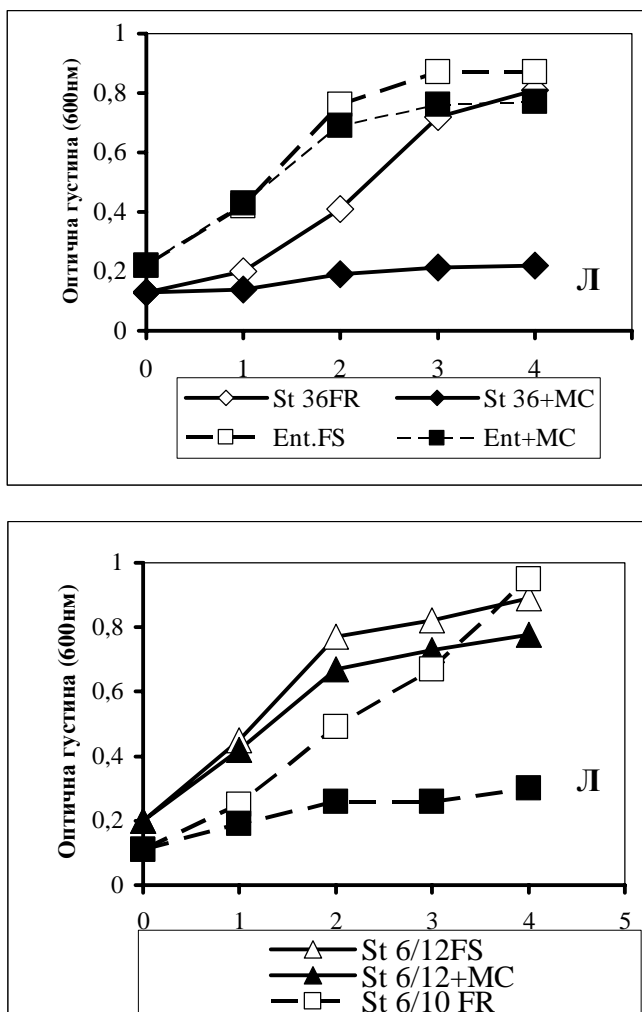 1
0,8
0,6
0,4
0,2
0
Оптична густина (600нм)
Л
0 1 2 3 4
St 36FR St 36+MC
Ent.FS Ent+MC
1
0,8
0,6
0,4
0,2
0
Оптична густина (600нм)
Л
0 1 2 3 4 5
St 6/12FS
St 6/12+MC
St 6/10 FR